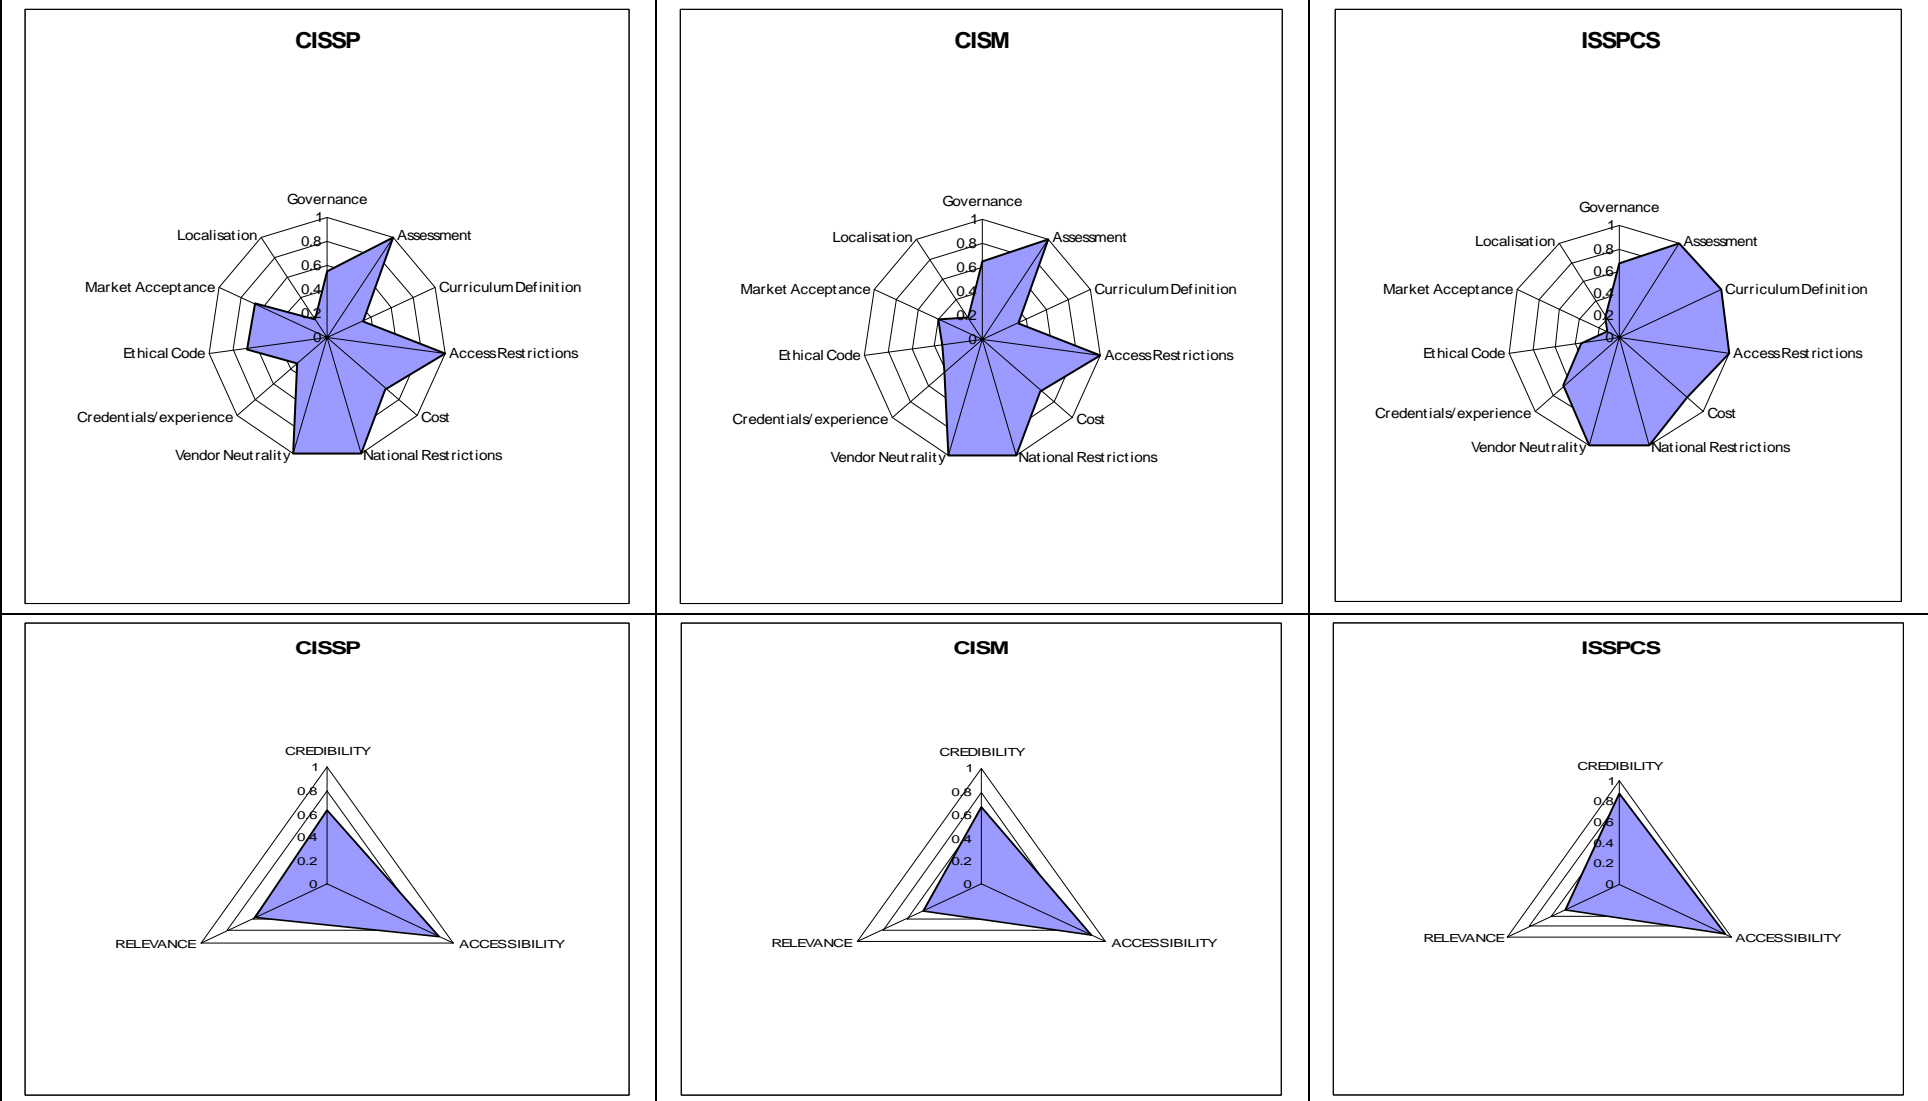 CISSP
Governance
1
Localisation
Assessment
0.8
0.6
Market Acceptance
Curriculum Definition
0.4
0.2
0
Ethical Code
Access Restrictions
Credentials/experience
Cost
Vendor Neutrality
National Restrictions
CISM
Governance
1
Localisation
Assessment
0.8
0.6
Market Acceptance
Curriculum Definition
0.4
0.2
0
Ethical Code
Access Restrictions
Credentials/experience
Cost
Vendor Neutrality
National Restrictions
ISSPCS
Governance
1
Localisation
Assessment
0.8
0.6
Market Acceptance
Curriculum Definition
0.4
0.2
0
Ethical Code
Access Restrictions
Credentials/experience
Cost
Vendor Neutrality
National Restrictions
CISSP
CREDIBILITY
1
0.8
0.6
0.4
0.2
0
RELEVANCE
ACCESSIBILITY
CISM
CREDIBILITY
1
0.8
0.6
0.4
0.2
0
RELEVANCE
ACCESSIBILITY
ISSPCS
CREDIBILITY
1
0.8
0.6
0.4
0.2
0
RELEVANCE
ACCESSIBILITY